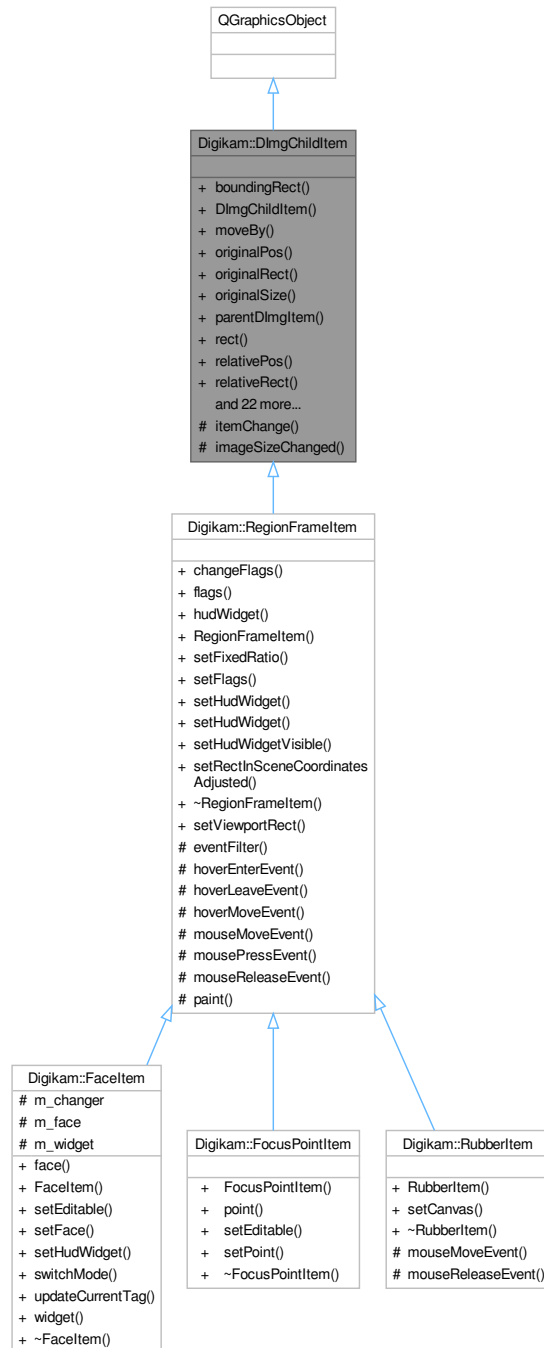 QGraphicsObject
Digikam::DImgChildItem
+ boundingRect()
+ DImgChildItem()
+ moveBy()
+ originalPos()
+ originalRect()
+ originalSize()
+ parentDImgItem()
+ rect()
+ relativePos()
+ relativeRect()
and 22 more...
# itemChange()
# imageSizeChanged()
Digikam::RegionFrameItem
+ changeFlags()
+ flags()
+ hudWidget()
+ RegionFrameItem()
+ setFixedRatio()
+ setFlags()
+ setHudWidget()
+ setHudWidget()
+ setHudWidgetVisible()
+ setRectInSceneCoordinates
Adjusted()
+ ~RegionFrameItem()
+ setViewportRect()
# eventFilter()
# hoverEnterEvent()
# hoverLeaveEvent()
# hoverMoveEvent()
# mouseMoveEvent()
# mousePressEvent()
# mouseReleaseEvent()
# paint()
Digikam::FaceItem
# m_changer
# m_face
# m_widget
+ face()
+ FaceItem()
+ setEditable()
+ setFace()
+ setHudWidget()
+ switchMode()
+ updateCurrentTag()
+ widget()
+ ~FaceItem()
Digikam::FocusPointItem
+ FocusPointItem()
+ point()
+ setEditable()
+ setPoint()
+ ~FocusPointItem()
Digikam::RubberItem
+ RubberItem()
+ setCanvas()
+ ~RubberItem()
# mouseMoveEvent()
# mouseReleaseEvent()